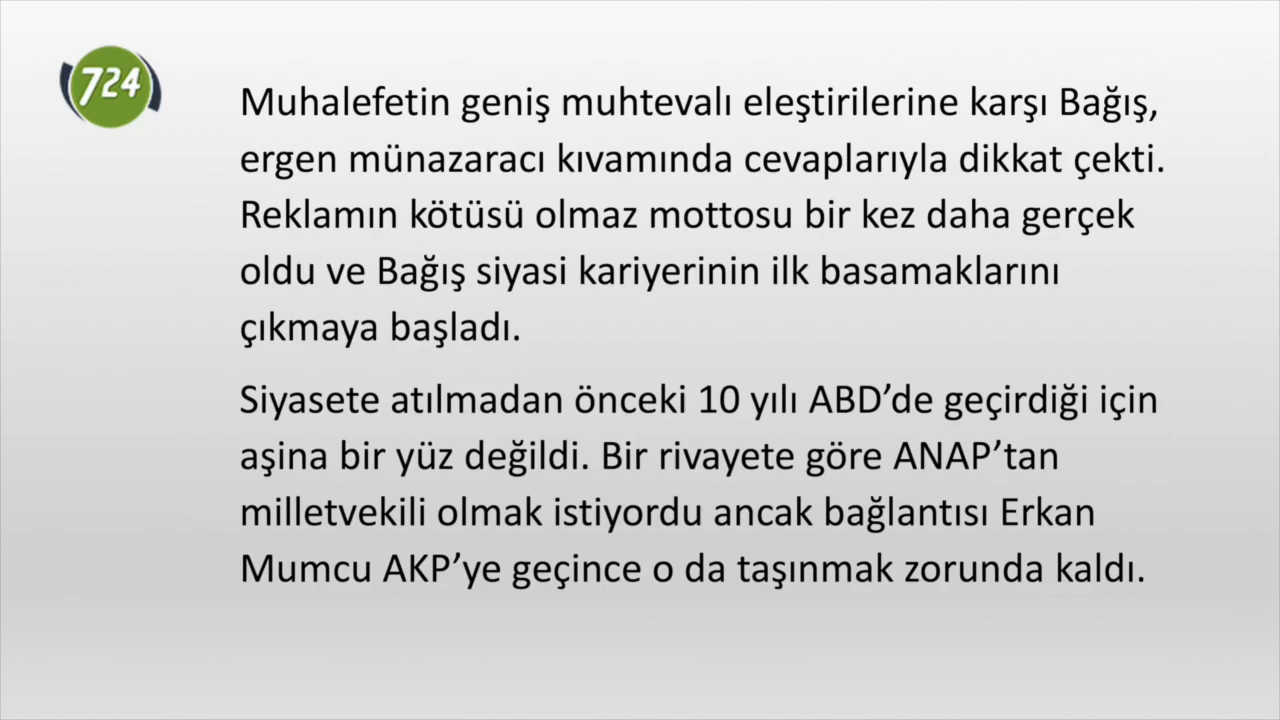 724
Muhalefetin geniş muhtevalı eleştirilerine karşı Bağış,
ergen münazaracı kıvamında cevaplarıyla dikkat çekti.
Reklamın kötüsü olmaz mottosu bir kez daha gerçek
oldu ve Bağış siyasi kariyerinin ilk basamaklarını
çıkmaya başladı.
Siyasete atılmadan önceki 10 yılı ABD’de geçirdiği için
aşina bir yüz değildi. Bir rivayete göre ANAP’tan
milletvekili olmak istiyordu ancak bağlantısı Erkan
Mumcu AKP’ye geçince o da taşınmak zorunda kaldı.